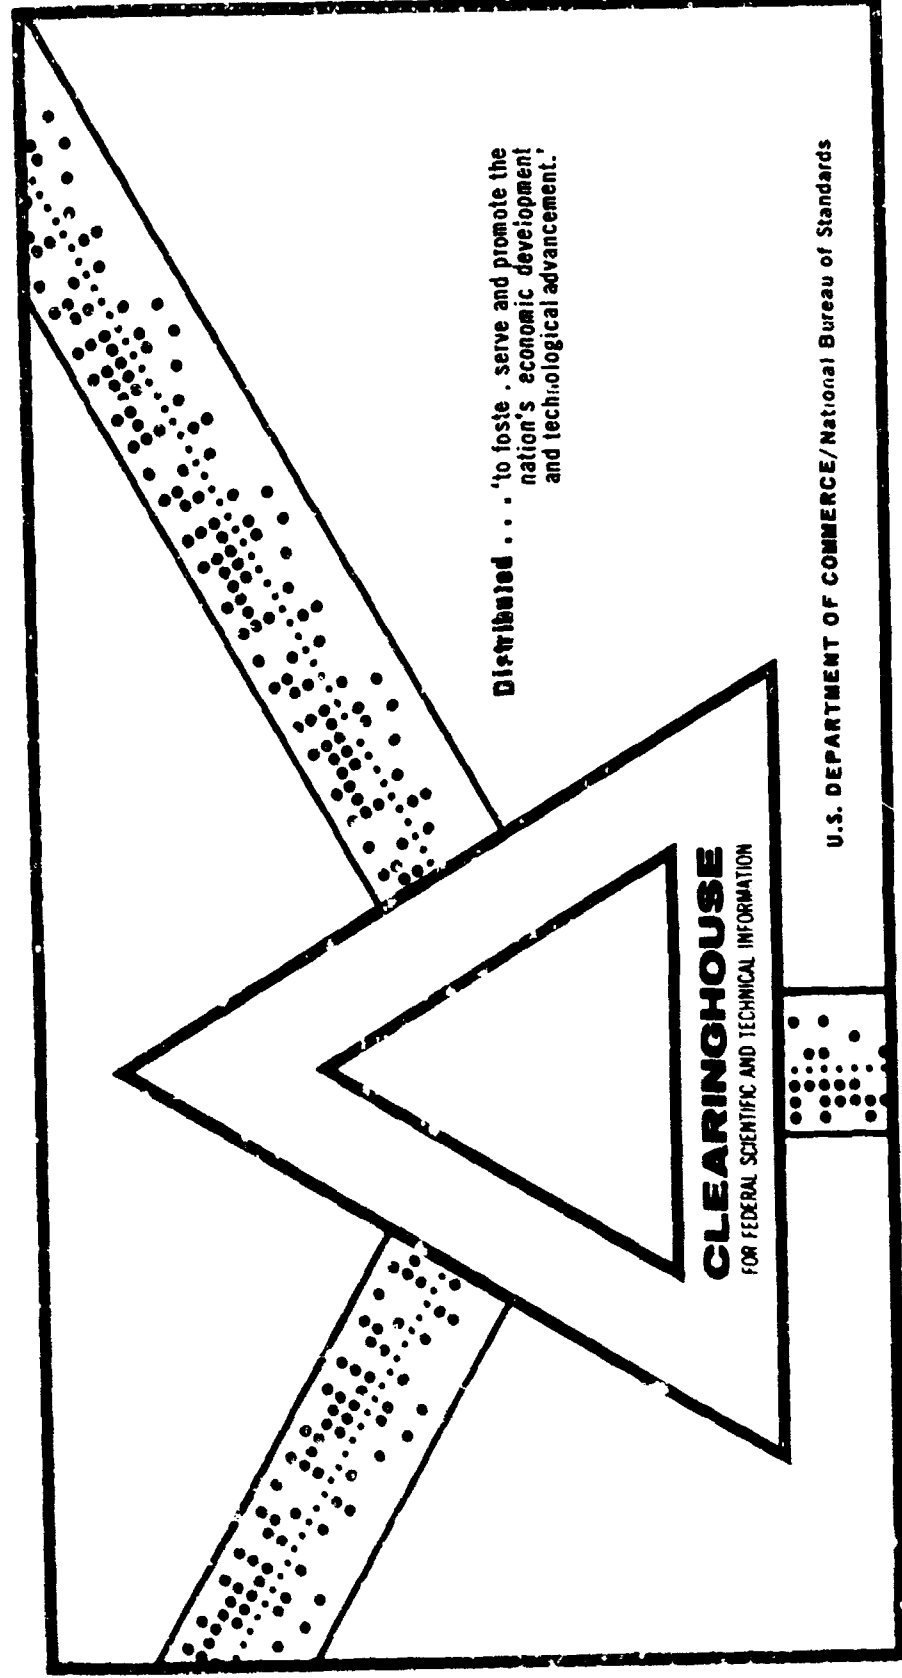 Distributed . . . "to foste . serve and promote the
nation's economic development
and technological advancement.'
CLEARINGHOUSE
FOR FEDERAL SCIENTIFIC AND TECHNICAL INFORMATION
U.S. DEPARTMENT OF COMMERCE/National Bureau of Standards